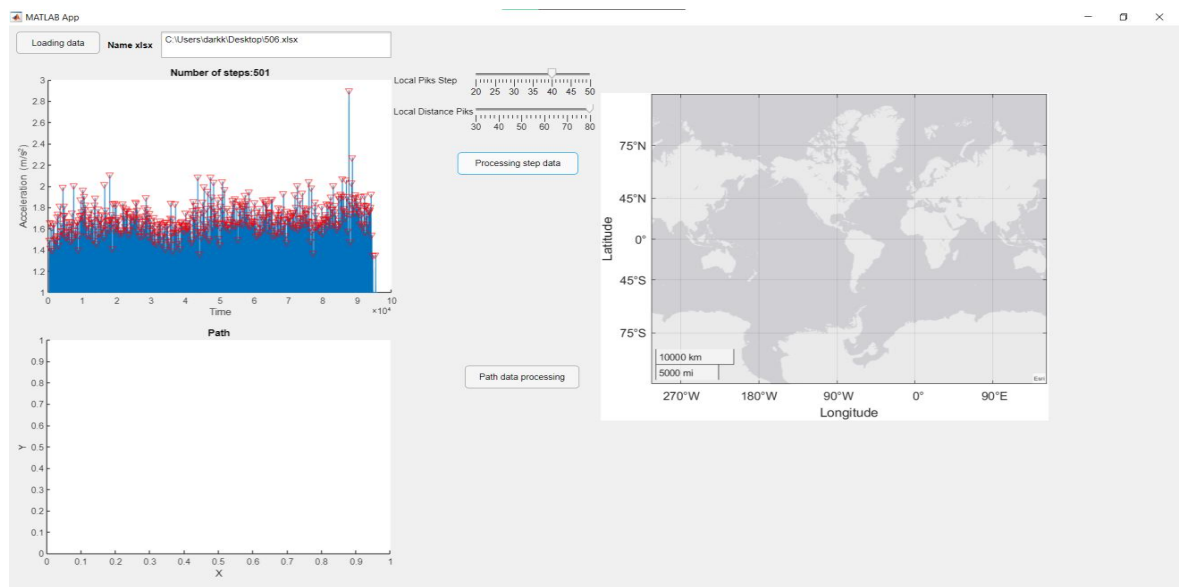 MATLAB App
Loading data
Name xlsx
C:\Users\darkk\Desktop\506.xlsx
Number of steps:501
3
2.8
2.6
2.4
2.2
2
1.8
1.6
1.4
1.2
1
Acceleration (m/s²)
0 1 2 3 4 5 6 7 8 9 10
Time
×10⁴
Local Piks Step
20 25 30 35 40 45 50
Local Distance Piks
30 40 50 60 70 80
Processing step data
Path
1
0.9
0.8
0.7
0.6
0.5
0.4
0.3
0.2
0.1
0
Y
0 0.1 0.2 0.3 0.4 0.5 0.6 0.7 0.8 0.9 1
X
Path data processing
75°N
45°N
0°
45°S
75°S
Latitude
10000 km
5000 mi
Esri
270°W 180°W 90°W 0° 90°E
Longitude